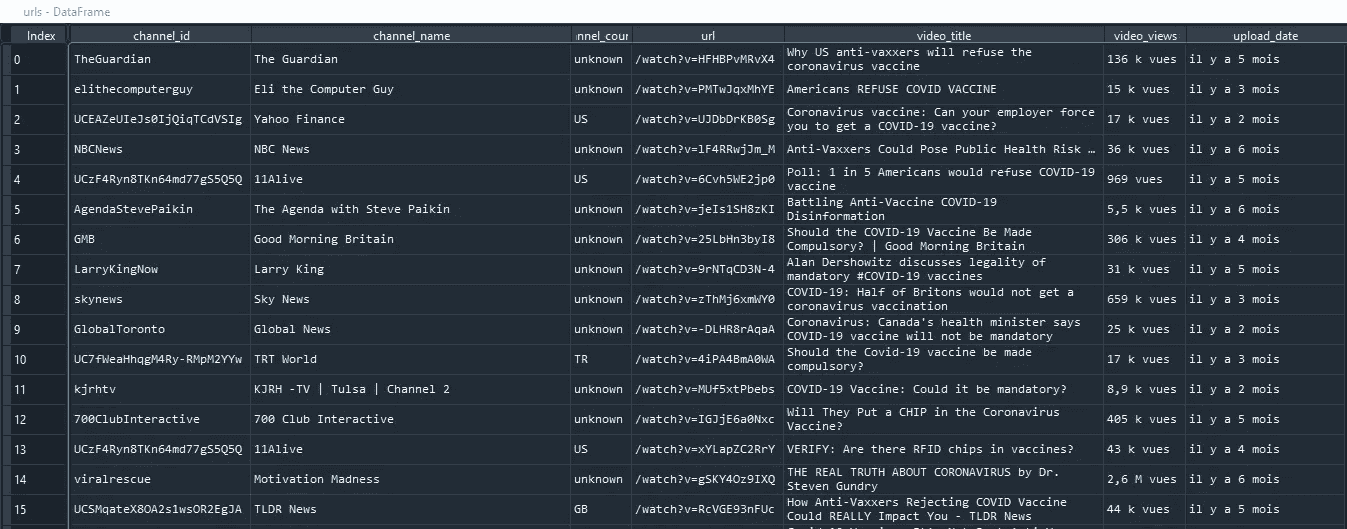 urls - DataFrame
Index channel_id channel_name nnel_cour url video_title video_views upload_date
0 TheGuardian The Guardian unknown /watch?v=HFHBPvMRvX4 Why US anti-vaxxers will refuse the 136 k vues il y a 5 mois
coronavirus vaccine
1 elithecomputerguy Eli the Computer Guy unknown /watch?v=PMTwJqxMhYE Americans REFUSE COVID VACCINE 15 k vues il y a 3 mois
2 UCEAZeUIeJs0IjQiqTCdVSIg Yahoo Finance US /watch?v=UJDbDrKB0Sg Coronavirus vaccine: Can your employer force 17 k vues il y a 2 mois
you to get a COVID-19 vaccine?
3 NBCNews NBC News unknown /watch?v=lF4RRwjJm_M Anti-Vaxxers Could Pose Public Health Risk … 36 k vues il y a 6 mois
4 UCzF4Ryn8TKn64md77gS5Q5Q 11Alive US /watch?v=6Cvh5WE2jp0 Poll: 1 in 5 Americans would refuse COVID-19 969 vues il y a 5 mois
vaccine
5 AgendaStevePaikin The Agenda with Steve Paikin unknown /watch?v=jeIs1SH8zKI Battling Anti-Vaccine COVID-19 5,5 k vues il y a 6 mois
Disinformation
6 GMB Good Morning Britain unknown /watch?v=25LbHn3byI8 Should the COVID-19 Vaccine Be Made 306 k vues il y a 4 mois
Compulsory? | Good Morning Britain
7 LarryKingNow Larry King unknown /watch?v=9rNTqCD3N-4 Alan Dershowitz discusses legality of 31 k vues il y a 5 mois
mandatory #COVID-19 vaccines
8 skynews Sky News unknown /watch?v=zThMj6xmWY0 COVID-19: Half of Britons would not get a 659 k vues il y a 3 mois
coronavirus vaccination
9 GlobalToronto Global News unknown /watch?v=-DLHR8rAqaA Coronavirus: Canada's health minister says 25 k vues il y a 2 mois
COVID-19 vaccine will not be mandatory
10 UC7fWeaHhqgM4Ry-RMpM2YYw TRT World TR /watch?v=4iPA4BmA0WA Should the Covid-19 vaccine be made 17 k vues il y a 3 mois
compulsory?
11 kjrhtv KJRH -TV | Tulsa | Channel 2 unknown /watch?v=MUf5xtPbebs COVID-19 Vaccine: Could it be mandatory? 8,9 k vues il y a 2 mois
12 700ClubInteractive 700 Club Interactive unknown /watch?v=IGJjE6a0Nxc Will They Put a CHIP in the Coronavirus 405 k vues il y a 5 mois
Vaccine?
13 UCzF4Ryn8TKn64md77gS5Q5Q 11Alive US /watch?v=xYLapZC2RrY VERIFY: Are there RFID chips in vaccines? 43 k vues il y a 4 mois
14 viralrescue Motivation Madness unknown /watch?v=gSKY4Oz9IXQ THE REAL TRUTH ABOUT CORONAVIRUS by Dr. 2,6 M vues il y a 6 mois
Steven Gundry
15 UCSMqateX8OA2s1wsOR2EgJA TLDR News GB /watch?v=RcVGE93nFUc How Anti-Vaxxers Rejecting COVID Vaccine 44 k vues il y a 5 mois
Could REALLY Impact You - TLDR News